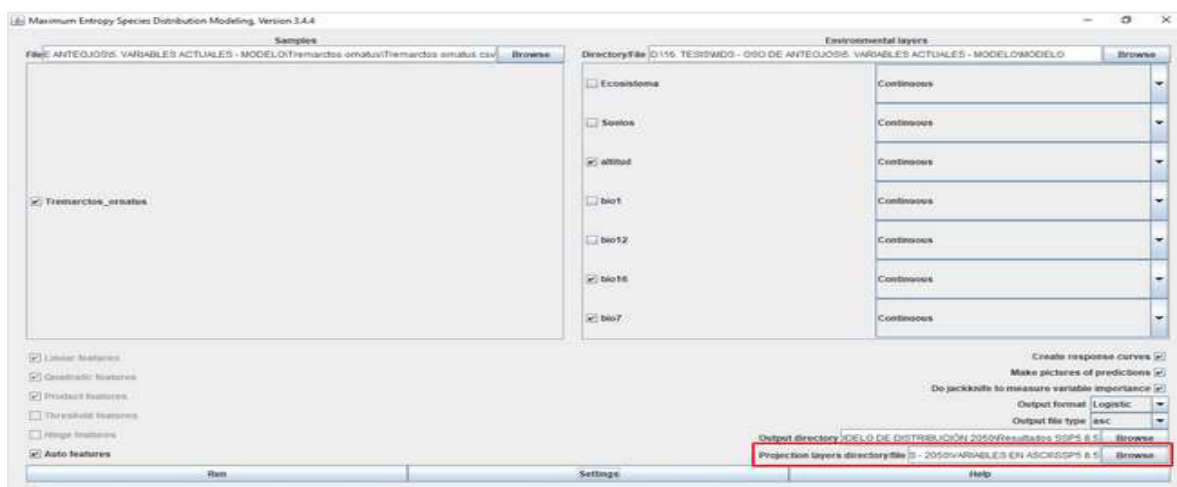 Maximum Entropy Species Distribution Modeling, Version 3.4.4
Samples
File E ANTEOJOS\5. VARIABLES ACTUALES - MODELO\Tremarctos ornatus\Tremarctos ornatus.csv Browse
Tremarctos_ornatus
Environmental layers
Directory/File D:\16. TESIS\MDS - OSO DE ANTEOJOS\5. VARIABLES ACTUALES - MODELO\MODELO Browse
Ecosistema Continuous
Suelos Continuous
altitud Continuous
bio1 Continuous
bio12 Continuous
bio16 Continuous
bio7 Continuous
Linear features
Quadratic features
Product features
Threshold features
Hinge features
Auto features
Create response curves
Make pictures of predictions
Do jackknife to measure variable importance
Output format Logistic
Output file type asc
Output directory ODELO DE DISTRIBUCIÓN 2050\Resultados SSP5 8.5 Browse
Projection layers directory/file S - 2050\VARIABLES EN ASCII\SSP5 8.5 Browse
Run
Settings
Help